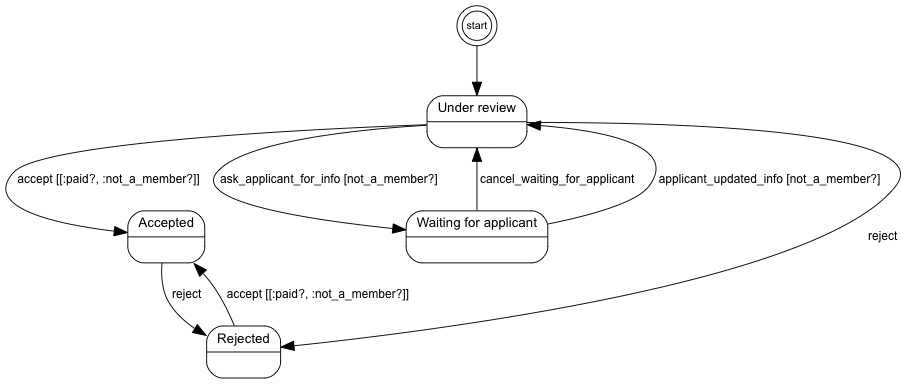 start
Under review
accept [[:paid?, :not_a_member?]]
ask_applicant_for_info [not_a_member?]
cancel_waiting_for_applicant
applicant_updated_info [not_a_member?]
Accepted
Waiting for applicant
reject
reject
accept [[:paid?, :not_a_member?]]
Rejected